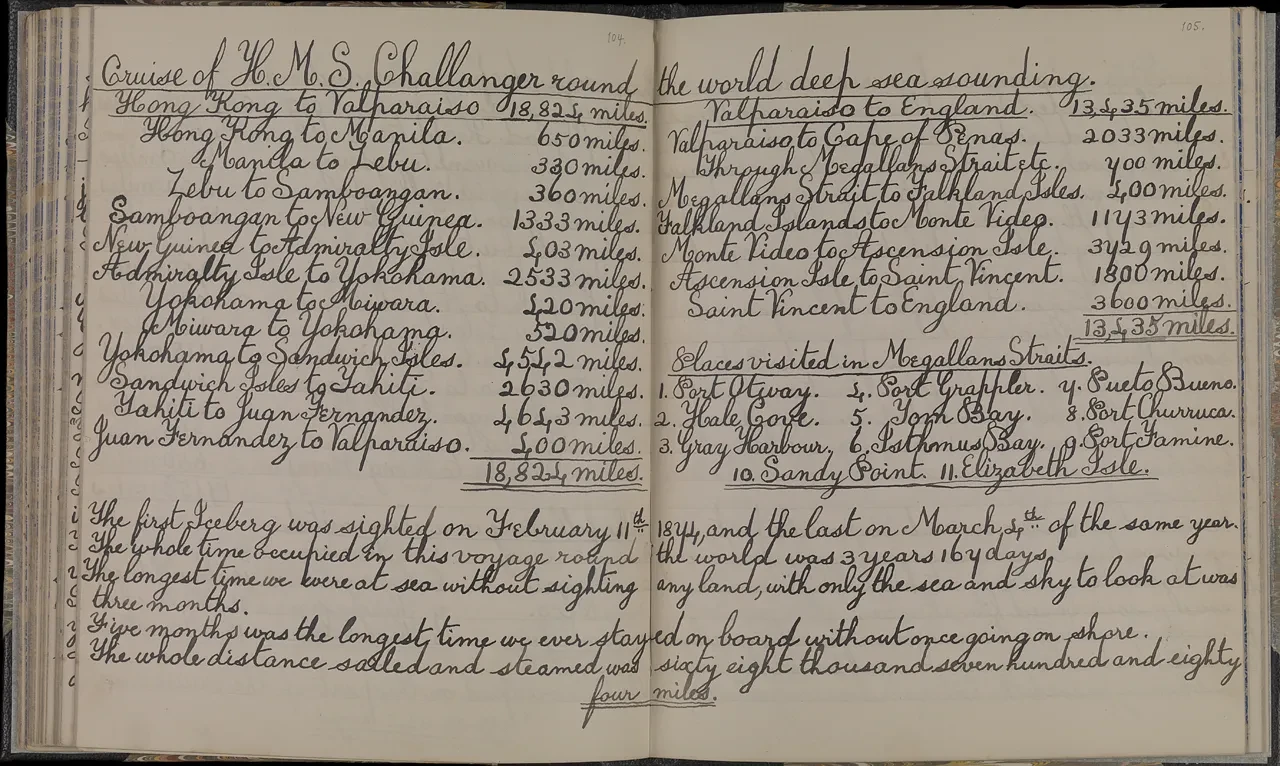 104.
105.
Cruise of H.M.S. Challanger round the world deep sea sounding.
Hong Kong to Valparaiso 18,824 miles.
Hong Kong to Manila. 650 miles.
Manila to Zebu. 330 miles.
Zebu to Samboangan. 360 miles.
Samboangan to New Guinea. 1333 miles.
New Guinea to Admiralty Isle. 403 miles.
Admiralty Isle to Yokohama. 2533 miles.
Yokohama to Miwara. 420 miles.
Miwara to Yokohama. 520 miles.
Yokohama to Sandwich Isles. 4542 miles.
Sandwich Isles to Tahiti. 2630 miles.
Tahiti to Juan Fernandez. 4643 miles.
Juan Fernandez to Valparaiso. 400 miles.
18,824 miles.
Valparaiso to England. 13,435 miles.
Valparaiso to Cape of Penas. 2033 miles.
Through Megallans Strait etc. 700 miles.
Megallans Strait to Falkland Isles. 400 miles.
Falkland Islands to Monte Video. 1173 miles.
Monte Video to Ascension Isle. 3729 miles.
Ascension Isle to Saint Vincent. 1800 miles.
Saint Vincent to England. 3600 miles.
13,435 miles.
Places visited in Megallans Straits.
1. Port Otway. 4. Port Grappler. 7. Pueto Bueno.
2. Hale Cove. 5. Tom Bay. 8. Port Churruca.
3. Gray Harbour. 6. Isthmus Bay. 9. Port Famine.
10. Sandy Point. 11. Elizabeth Isle.
The first Iceberg was sighted on February 11th 1874, and the last on March 4th of the same year.
The whole time occupied in this voyage round the world was 3 years 167 days,
The longest time we were at sea without sighting any land, with only the sea and sky to look at was
three months.
Five months was the longest time we ever stayed on board without once going on shore.
The whole distance sailed and steamed was sixty eight thousand seven hundred and eighty
four miles.